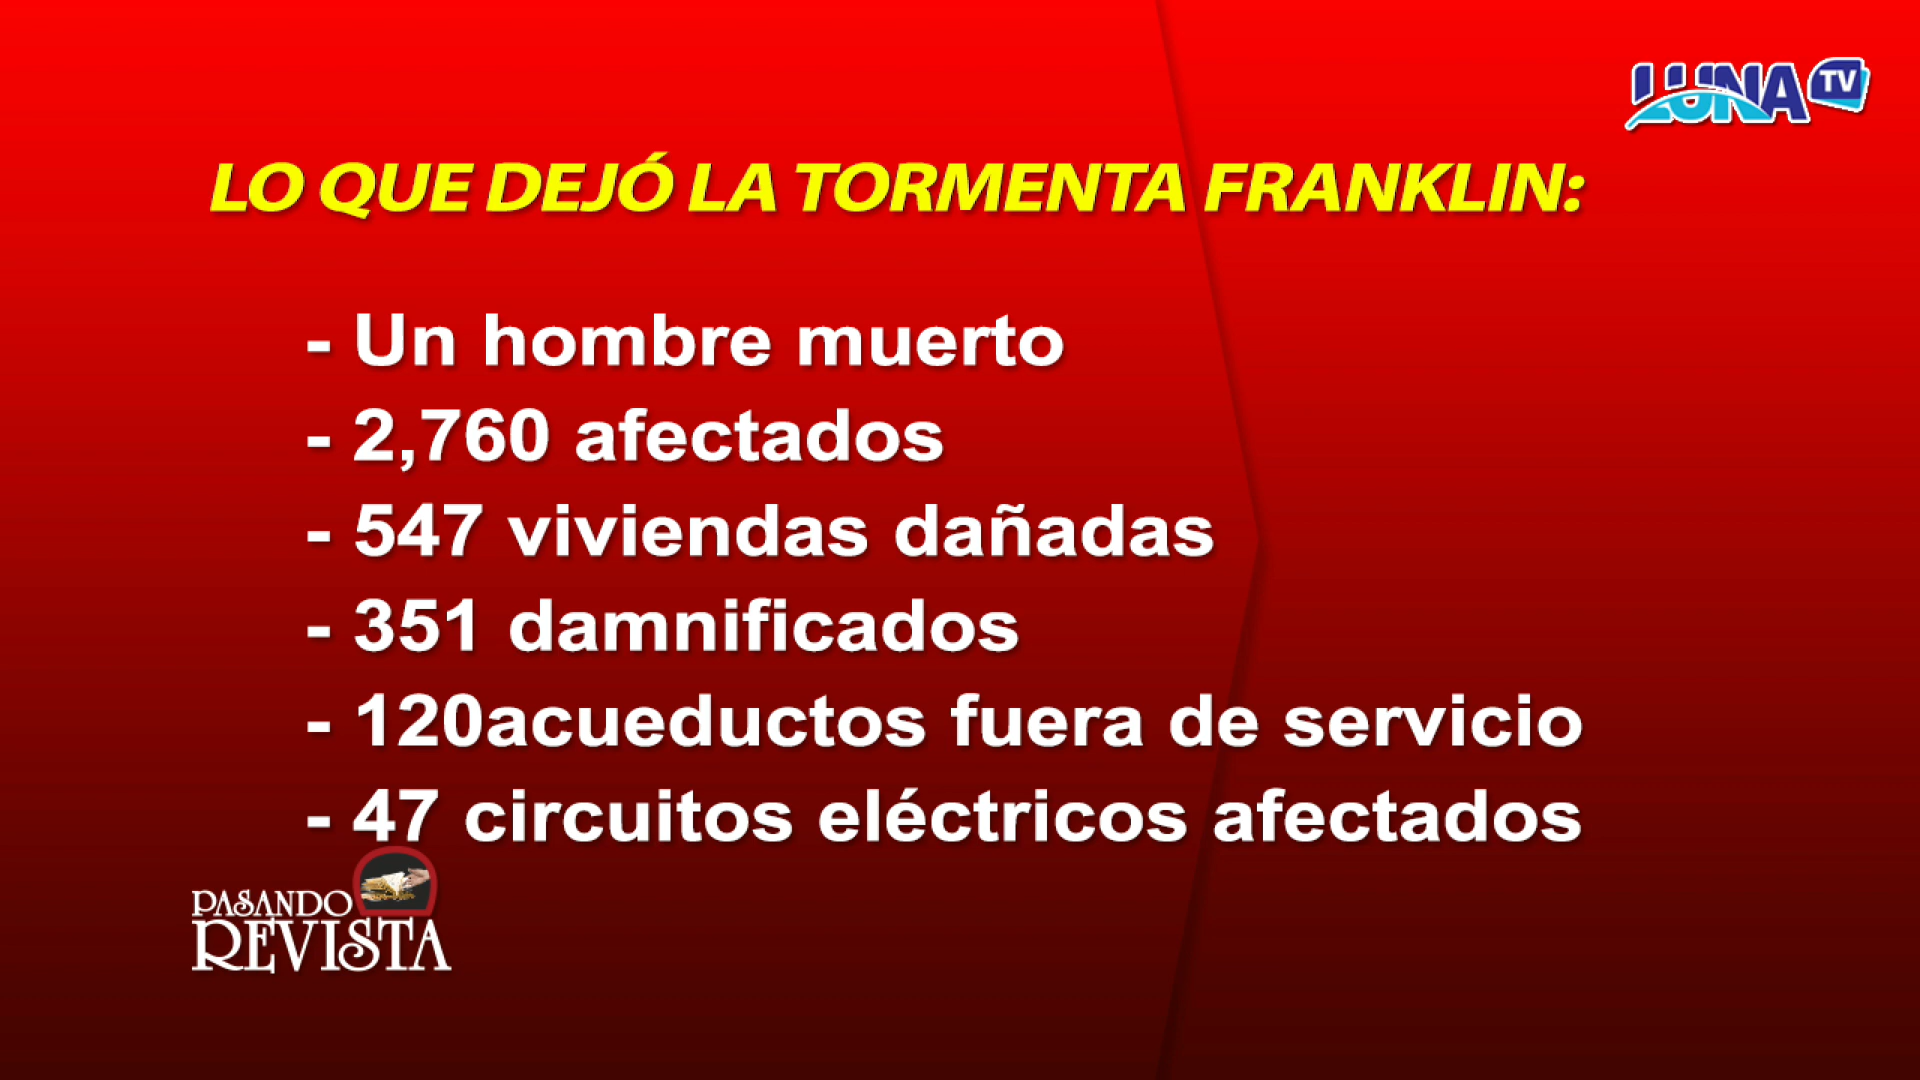 LUNA TV
LO QUE DEJÓ LA TORMENTA FRANKLIN:
- Un hombre muerto
- 2,760 afectados
- 547 viviendas dañadas
- 351 damnificados
- 120acueductos fuera de servicio
- 47 circuitos eléctricos afectados
PASANDO
REVISTA